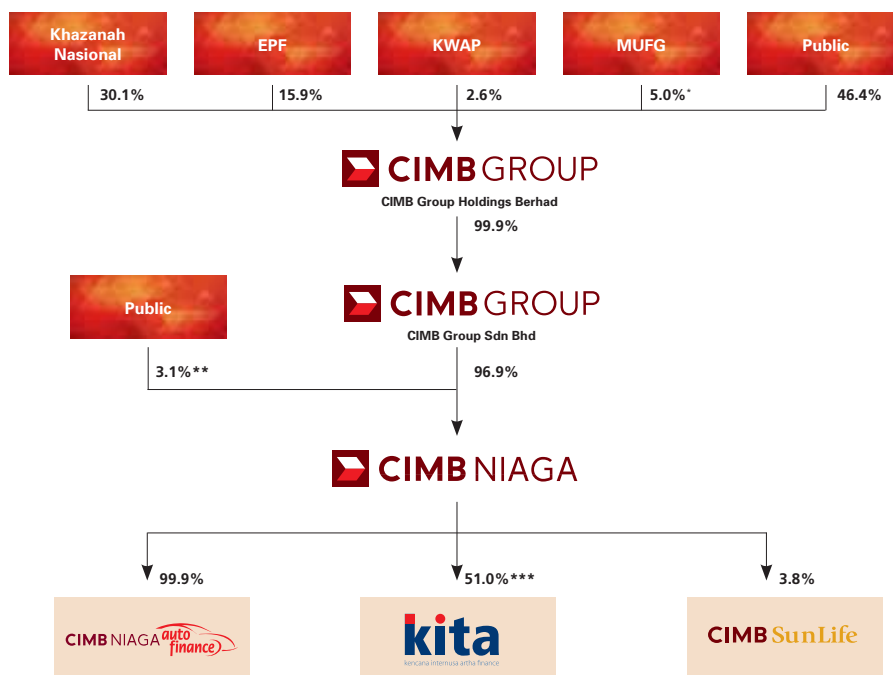 Khazanah
Nasional
EPF
KWAP
MUFG
Public
30.1%
15.9%
2.6%
5.0%*
46.4%
CIMB GROUP
CIMB Group Holdings Berhad
99.9%
Public
CIMB GROUP
CIMB Group Sdn Bhd
3.1%**
96.9%
CIMB NIAGA
99.9%
51.0%***
3.8%
CIMB NIAGA auto
finance
kita
kencana internusa artha finance
CIMB Sun Life